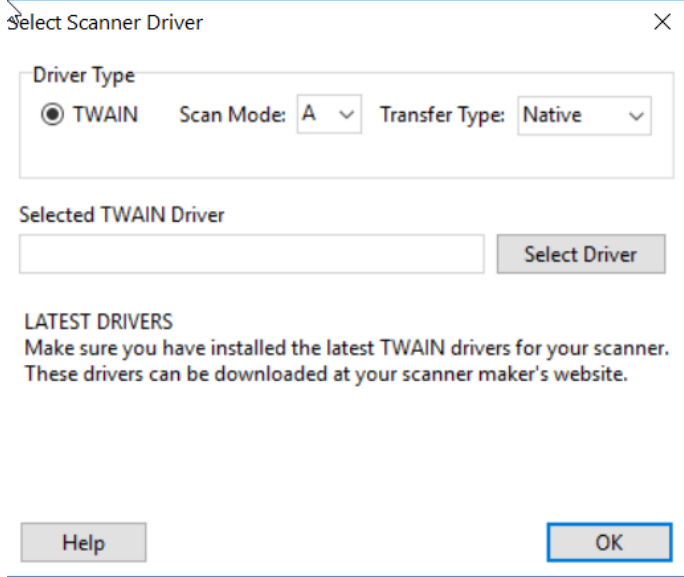 Select Scanner Driver
Driver Type
TWAIN Scan Mode: A Transfer Type: Native
Selected TWAIN Driver
Select Driver
LATEST DRIVERS
Make sure you have installed the latest TWAIN drivers for your scanner.
These drivers can be downloaded at your scanner maker's website.
Help OK